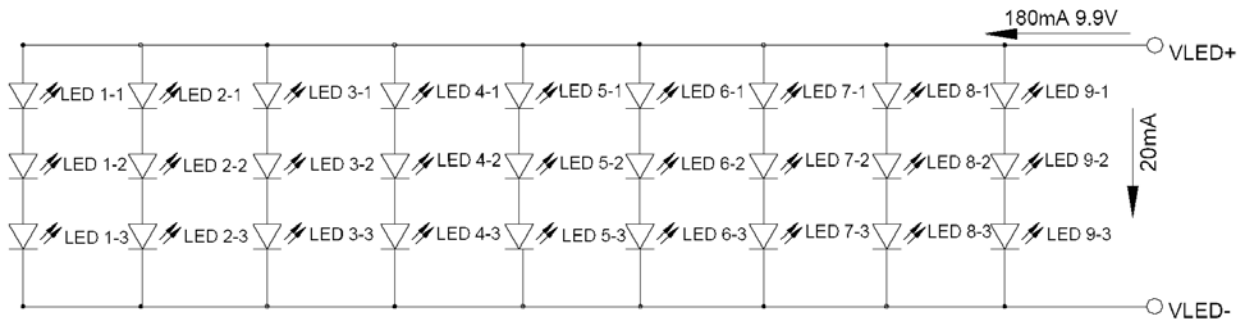 180mA 9.9V
VLED+
LED 1-1 LED 2-1 LED 3-1 LED 4-1 LED 5-1 LED 6-1 LED 7-1 LED 8-1 LED 9-1
20mA
LED 1-2 LED 2-2 LED 3-2 LED 4-2 LED 5-2 LED 6-2 LED 7-2 LED 8-2 LED 9-2
LED 1-3 LED 2-3 LED 3-3 LED 4-3 LED 5-3 LED 6-3 LED 7-3 LED 8-3 LED 9-3
VLED-